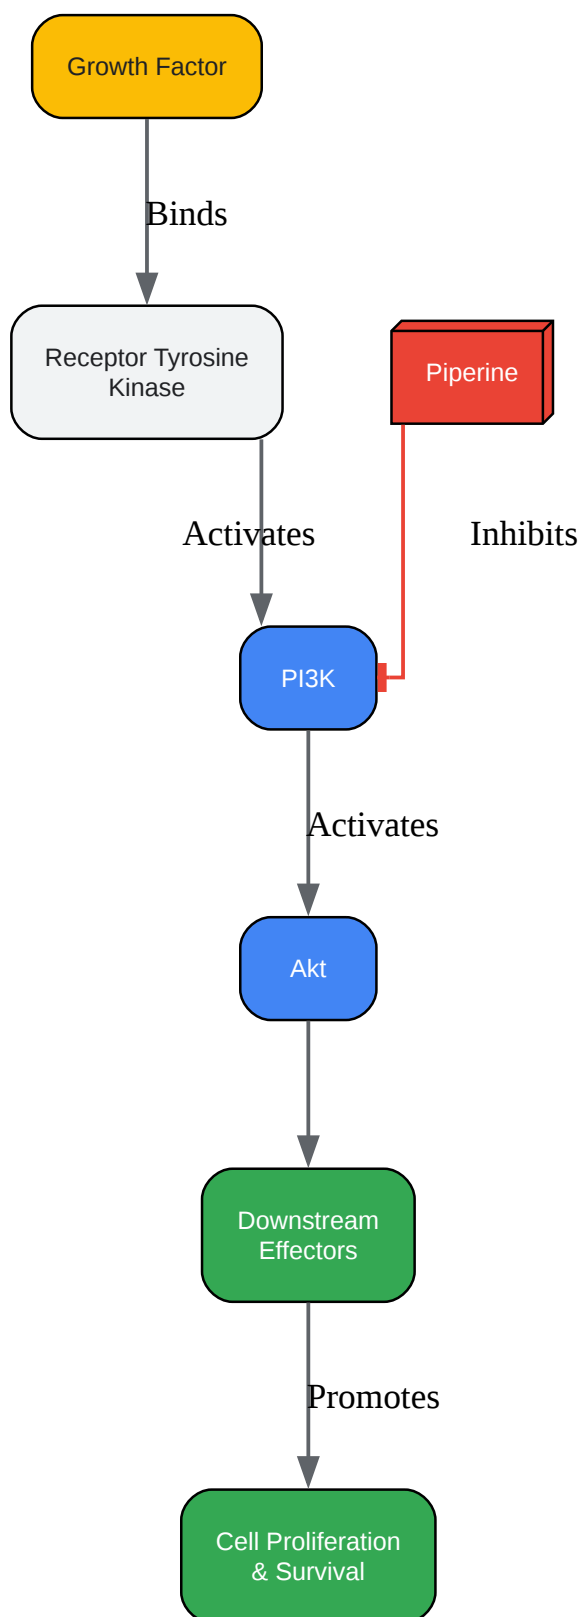 Growth Factor
Binds
Receptor Tyrosine
Kinase
Piperine
Activates
Inhibits
PI3K
Activates
Akt
Downstream
Effectors
Promotes
Cell Proliferation
& Survival